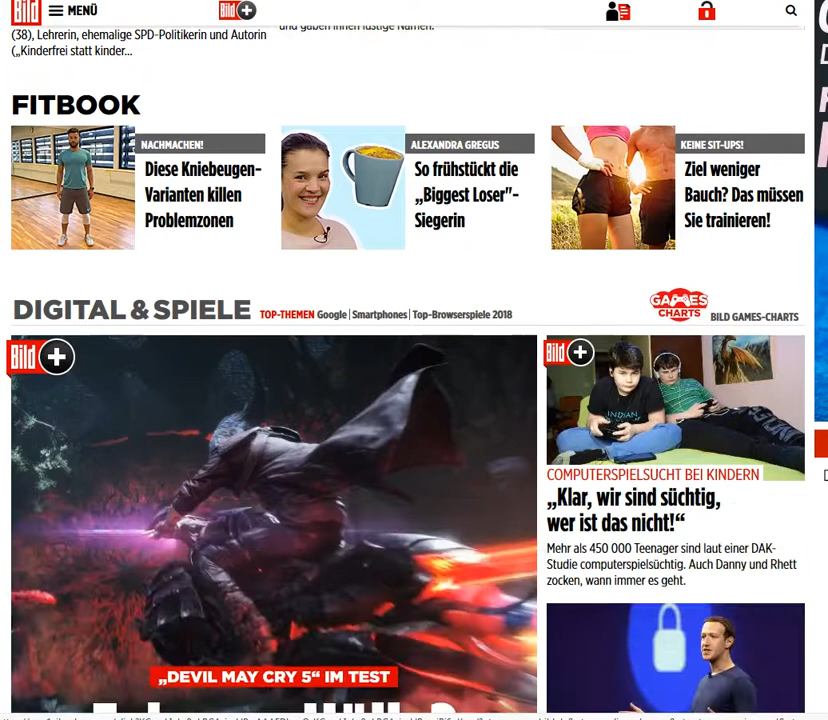 Bild
MENÜ
Bild
(38), Lehrerin, ehemalige SPD-Politikerin und Autorin
(„Kinderfrei statt kinder...
und gaben ihnen lustige Namen.
FITBOOK
NACHMACHEN!
Diese Kniebeugen-
Varianten killen
Problemzonen
ALEXANDRA GREGUS
So frühstückt die
„Biggest Loser"-
Siegerin
KEINE SIT-UPS!
Ziel weniger
Bauch? Das müssen
Sie trainieren!
DIGITAL & SPIELE
TOP-THEMEN Google | Smartphones | Top-Browserspiele 2018
GAMES
CHARTS
BILD GAMES-CHARTS
Bild +
„DEVIL MAY CRY 5“ IM TEST
Bild +
INDIAN
COMPUTERSPIELSUCHT BEI KINDERN
„Klar, wir sind süchtig,
wer ist das nicht!“
Mehr als 450 000 Teenager sind laut einer DAK-
Studie computerspielsüchtig. Auch Danny und Rhett
zocken, wann immer es geht.